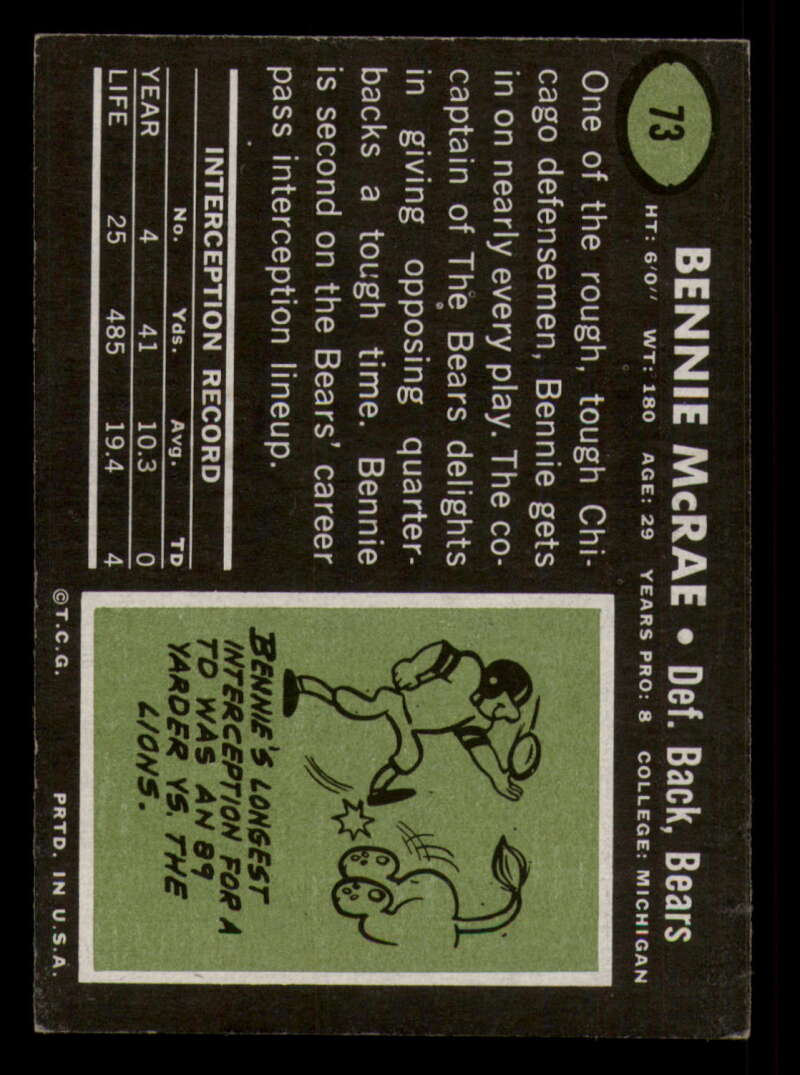 73
BENNIE McRAE • Def. Back, Bears
HT: 6'0" WT: 180 AGE: 29 YEARS PRO: 8 COLLEGE: MICHIGAN
One of the rough, tough Chi-
cago defensemen, Bennie gets
in on nearly every play. The co-
captain of The Bears delights
in giving opposing quarter-
backs a tough time. Bennie
is second on the Bears' career
pass interception lineup.
INTERCEPTION RECORD
No. Yds. Avg. TD
YEAR 4 41 10.3 0
LIFE 25 485 19.4 4
BENNIE'S LONGEST
INTERCEPTION FOR A
TD WAS AN 89
YARDER VS. THE
LIONS.
©T.C.G. PRTD. IN U.S.A.